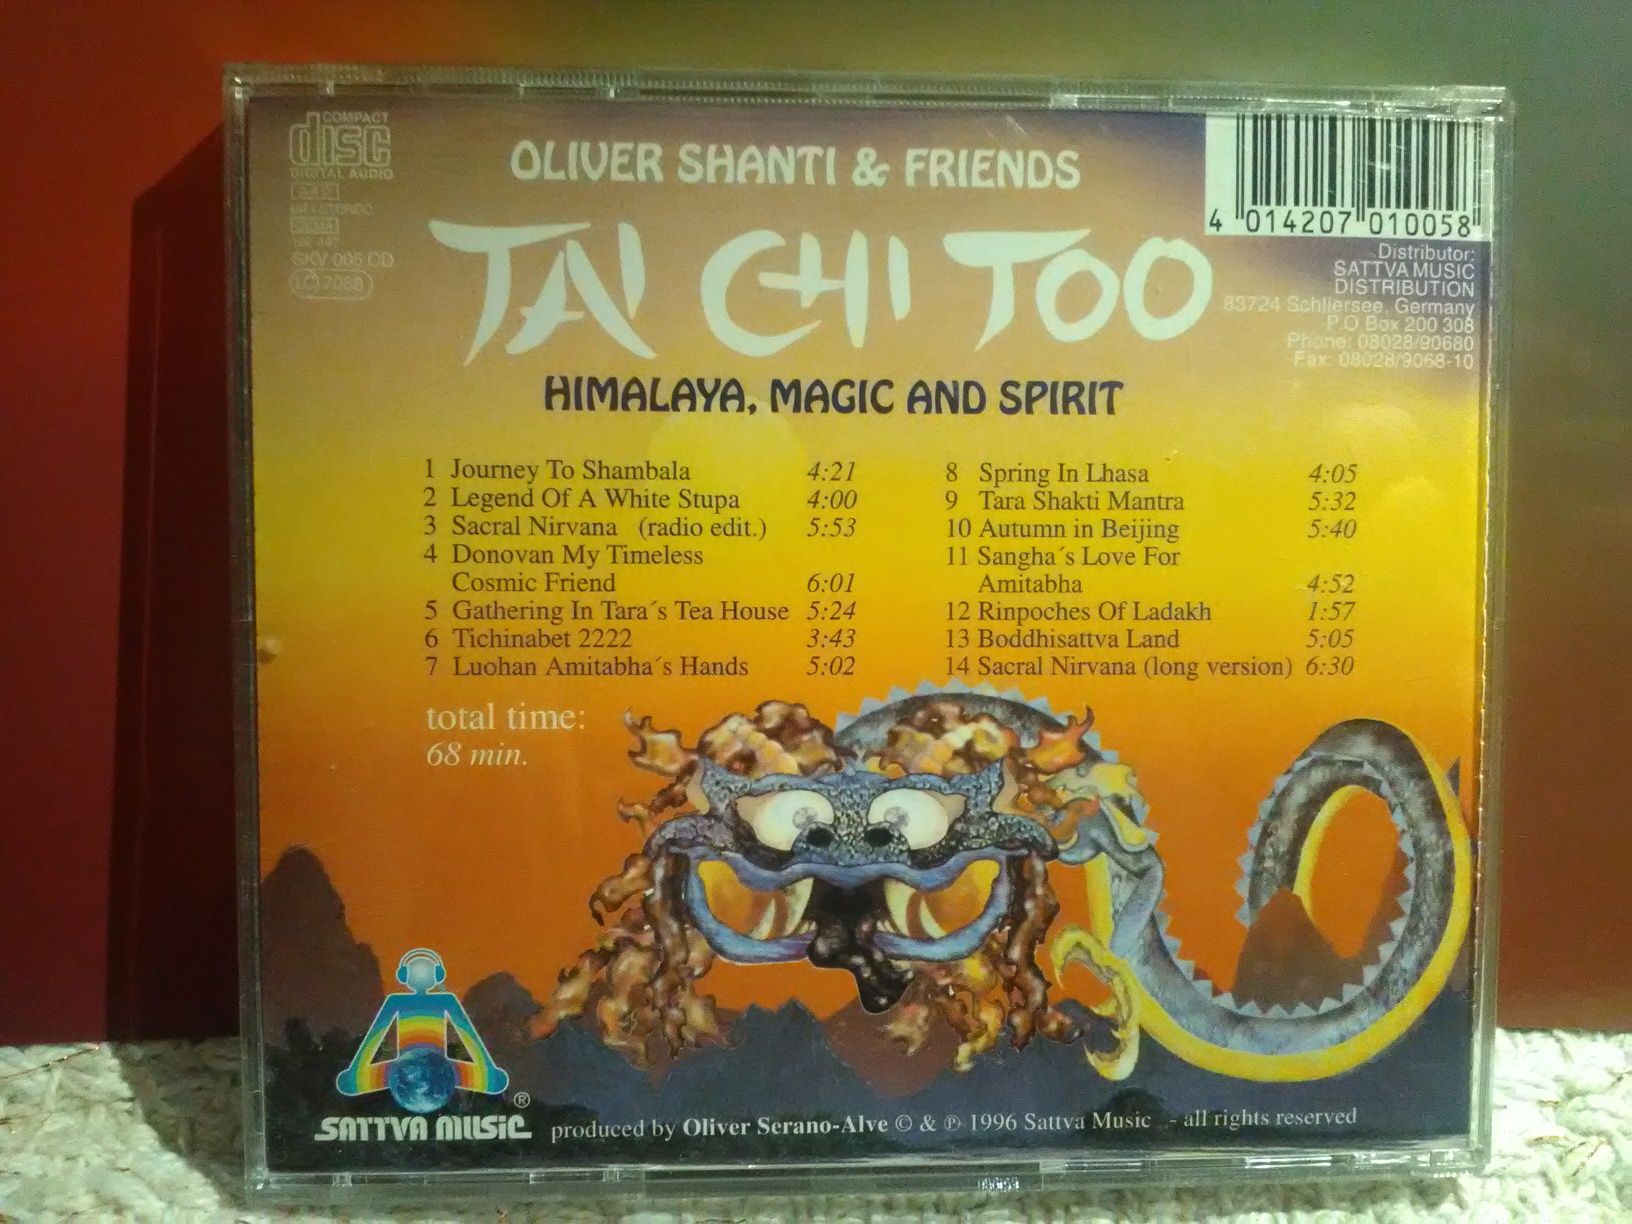 COMPACT
disc
DIGITAL AUDIO
OLIVER SHANTI & FRIENDS
TAI CHI TOO
HIMALAYA, MAGIC AND SPIRIT
SKV 005 CD
LC 7088
4 014207 010058
Distributor:
SATTVA MUSIC
DISTRIBUTION
83724 Schliersee, Germany
P.O.Box 200 308
Phone: 08028/90680
Fax: 08028/9068-10
1 Journey To Shambala 4:21
2 Legend Of A White Stupa 4:00
3 Sacral Nirvana (radio edit.) 5:53
4 Donovan My Timeless
Cosmic Friend 6:01
5 Gathering In Tara´s Tea House 5:24
6 Tichinabet 2222 3:43
7 Luohan Amitabha´s Hands 5:02
8 Spring In Lhasa 4:05
9 Tara Shakti Mantra 5:32
10 Autumn in Beijing 5:40
11 Sangha´s Love For
Amitabha 4:52
12 Rinpoches Of Ladakh 1:57
13 Boddhisattva Land 5:05
14 Sacral Nirvana (long version) 6:30
total time:
68 min.
SATTVA MUSIC ®
produced by Oliver Serano-Alve © & ℗ 1996 Sattva Music - all rights reserved